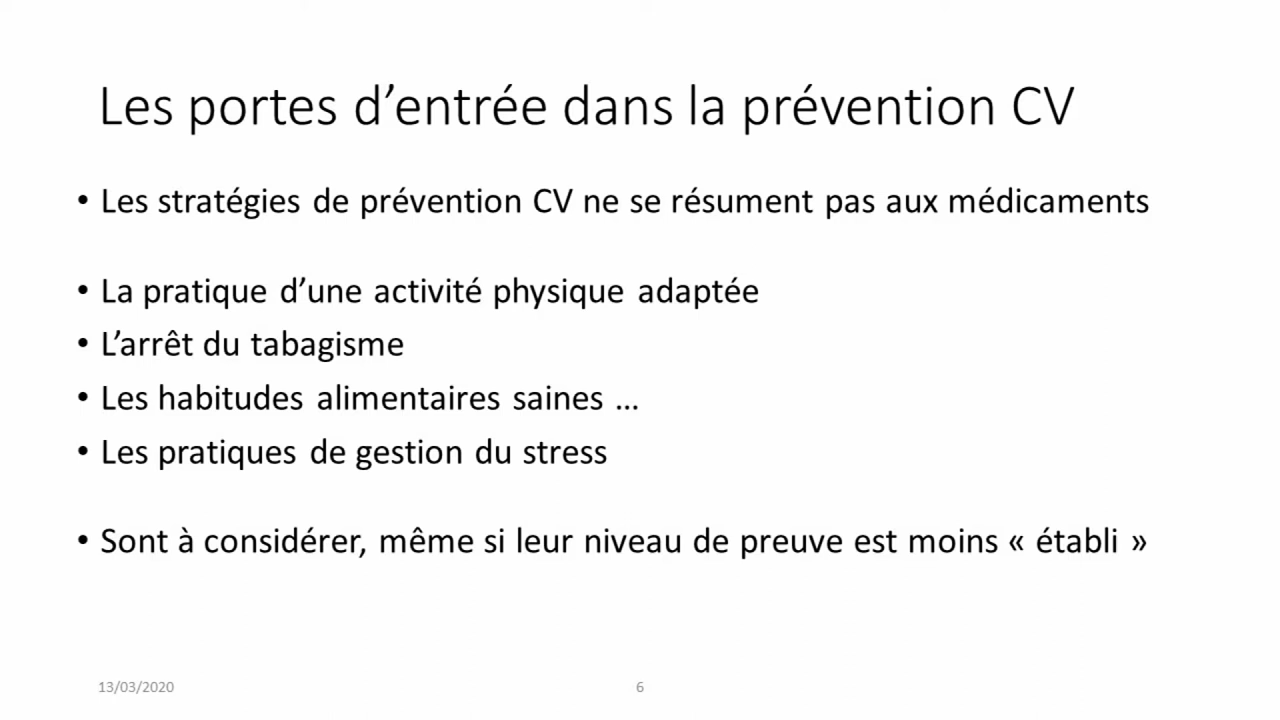 Les portes d’entrée dans la prévention CV
• Les stratégies de prévention CV ne se résument pas aux médicaments
• La pratique d’une activité physique adaptée
• L’arrêt du tabagisme
• Les habitudes alimentaires saines …
• Les pratiques de gestion du stress
• Sont à considérer, même si leur niveau de preuve est moins « établi »
13/03/2020
6